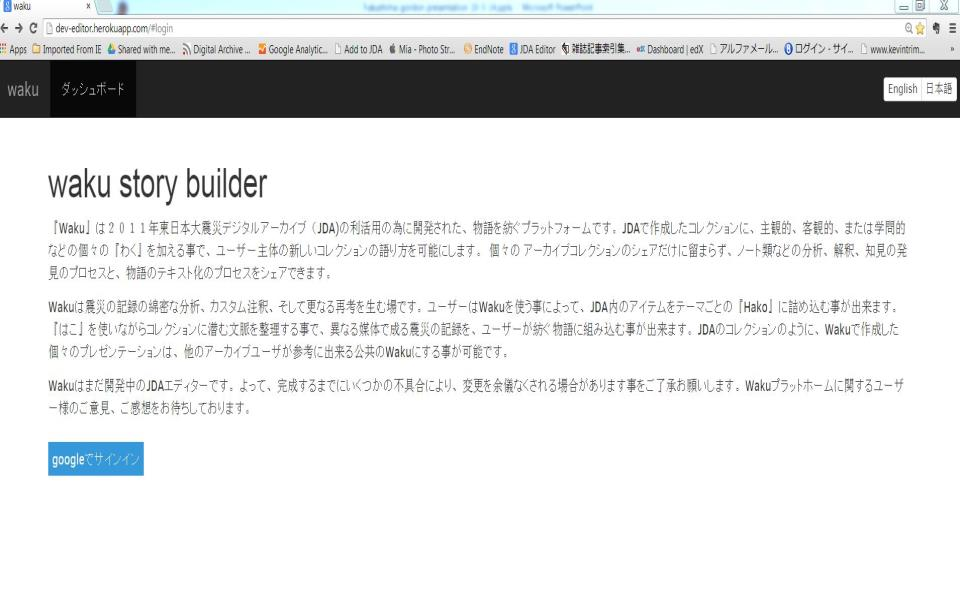 waku
dev-editor.herokuapp.com/#login
Apps Imported From IE Shared with me... Digital Archive ... Google Analytic... Add to JDA Mia - Photo Str... EndNote JDA Editor 雑誌記事索引集... Dashboard | edX アルファメール... ログイン - サイ... www.kevintrim... »
waku ダッシュボード English 日本語
waku story builder
『Waku』は２０１１年東日本大震災デジタルアーカイブ（JDA)の利活用の為に開発された、物語を紡ぐプラットフォームです。JDAで作成したコレクションに、主観的、客観的、または学問的
などの個々の『わく』を加える事で、ユーザー主体の新しいコレクションの語り方を可能にします。 個々の アーカイブコレクションのシェアだけに留まらず、ノート類などの分析、解釈、知見の発
見のプロセスと、物語のテキスト化のプロセスをシェアできます。
Wakuは震災の記録の綿密な分析、カスタム注釈、そして更なる再考を生む場です。ユーザーはWakuを使う事によって、JDA内のアイテムをテーマごとの『Hako』に詰め込む事が出来ます。
『はこ』を使いながらコレクションに潜む文脈を整理する事で、異なる媒体で成る震災の記録を、ユーザーが紡ぐ物語に組み込む事が出来ます。JDAのコレクションのように、Wakuで作成した
個々のプレゼンテーションは、他のアーカイブユーザが参考に出来る公共のWakuにする事が可能です。
Wakuはまだ開発中のJDAエディターです。よって、完成するまでにいくつかの不具合により、変更を余儀なくされる場合があります事をご了承お願いします。Wakuプラットホームに関するユーザ
ー様のご意見、ご感想をお待ちしております。
googleでサインイン